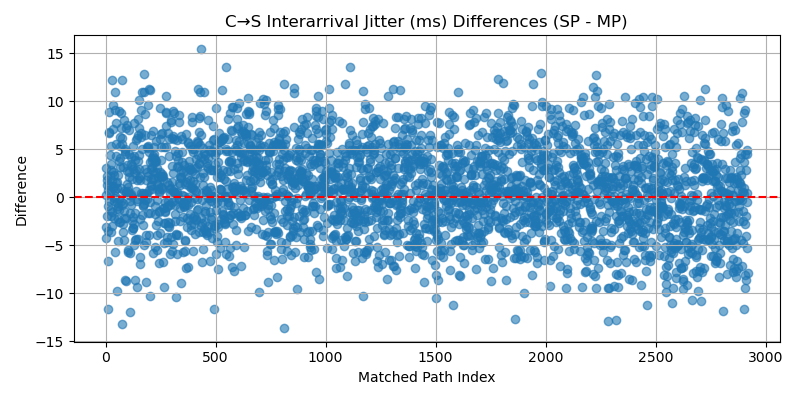 C→S Interarrival Jitter (ms) Differences (SP - MP)
Difference
15
10
5
0
−5
−10
−15
0 500 1000 1500 2000 2500 3000
Matched Path Index